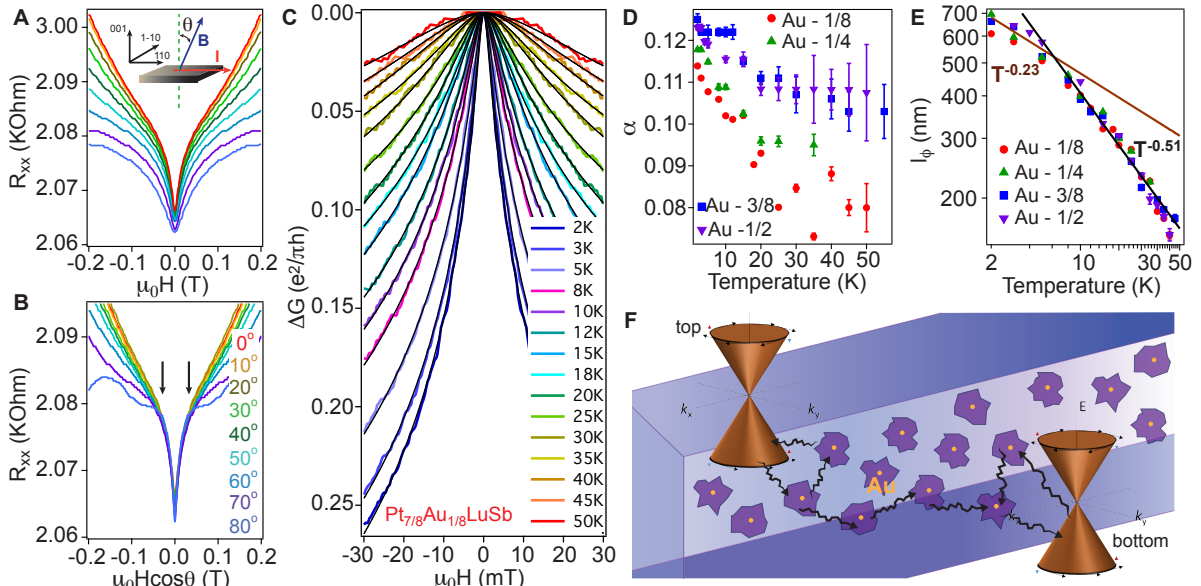 A
R_xx (KOhm)
3.00
2.09
2.08
2.07
2.06
-0.2 -0.1 0.0 0.1 0.2
μ₀H (T)
001
1-10
110
θ
B
I
B
R_xx (KOhm)
2.09
2.08
2.07
2.06
-0.2 -0.1 0.0 0.1 0.2
μ₀Hcosθ (T)
0°
10°
20°
30°
40°
50°
60°
70°
80°
C
ΔG (e²/πh)
0.00
0.05
0.10
0.15
0.20
0.25
-30 -20 -10 0 10 20 30
μ₀H (mT)
Pt₇/₈Au₁/₈LuSb
2K
3K
5K
8K
10K
12K
15K
18K
20K
25K
30K
35K
40K
45K
50K
D
α
0.12
0.11
0.10
0.09
0.08
0 10 20 30 40 50
Temperature (K)
Au - 1/8
Au - 1/4
Au - 3/8
Au -1/2
E
l_ϕ (nm)
700
600
500
400
300
200
2 10 30 50
Temperature (K)
T^-0.23
T^-0.51
Au - 1/8
Au - 1/4
Au - 3/8
Au - 1/2
F
top
k_x
k_y
E
Au
k_y
bottom